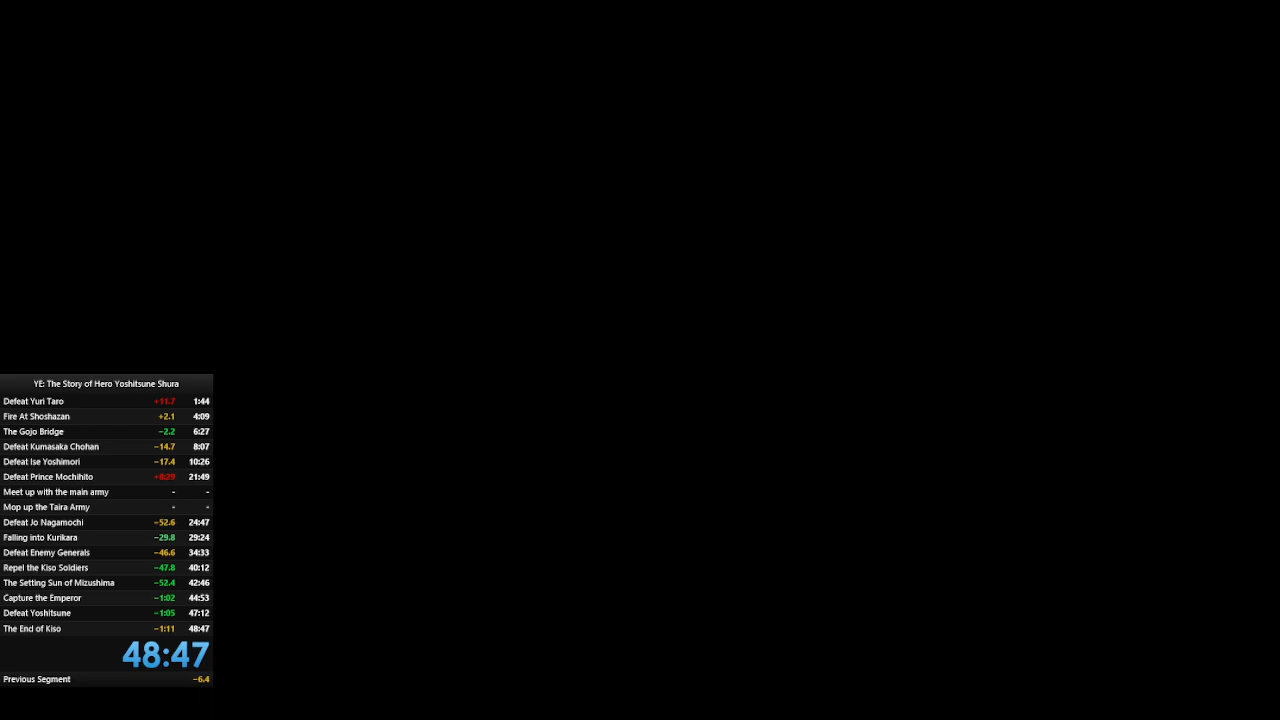 YE: The Story of Hero Yoshitsune Shura
Defeat Yuri Taro +11.7 1:44
Fire At Shoshazan +2.1 4:09
The Gojo Bridge −2.2 6:27
Defeat Kumasaka Chohan −14.7 8:07
Defeat Ise Yoshimori −17.4 10:26
Defeat Prince Mochihito +8:29 21:49
Meet up with the main army - -
Mop up the Taira Army - -
Defeat Jo Nagamochi −52.6 24:47
Falling into Kurikara −29.8 29:24
Defeat Enemy Generals −46.6 34:33
Repel the Kiso Soldiers −47.8 40:12
The Setting Sun of Mizushima −52.4 42:46
Capture the Emperor −1:02 44:53
Defeat Yoshitsune −1:05 47:12
The End of Kiso −1:11 48:47
48:47
Previous Segment −6.4